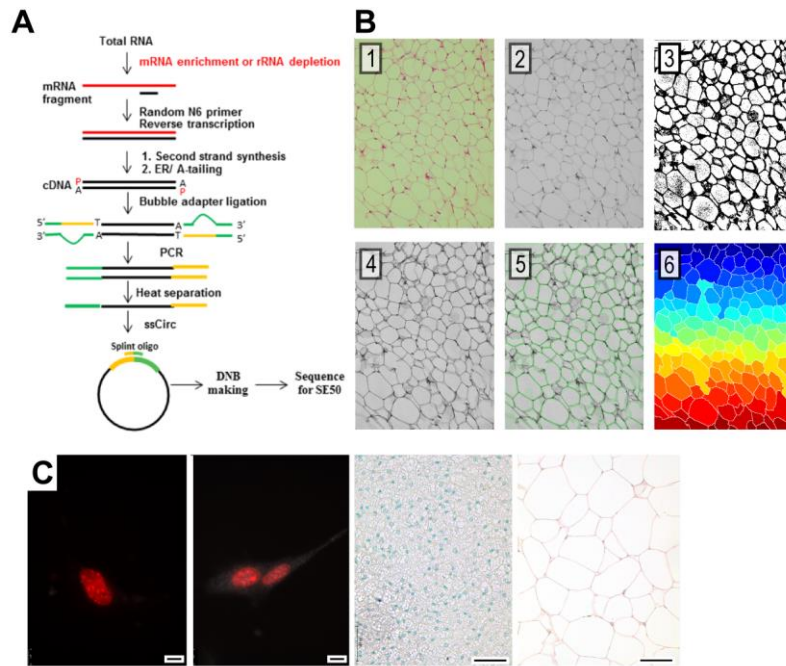 A
Total RNA
mRNA enrichment or rRNA depletion
mRNA
fragment
Random N6 primer
Reverse transcription
1. Second strand synthesis
2. ER/ A-tailing
cDNA
P
A
A
P
Bubble adapter ligation
5´
T
A
3´
3´
A
T
5´
PCR
Heat separation
ssCirc
Splint oligo
DNB
making
Sequence
for SE50
B
1
2
3
4
5
6
C